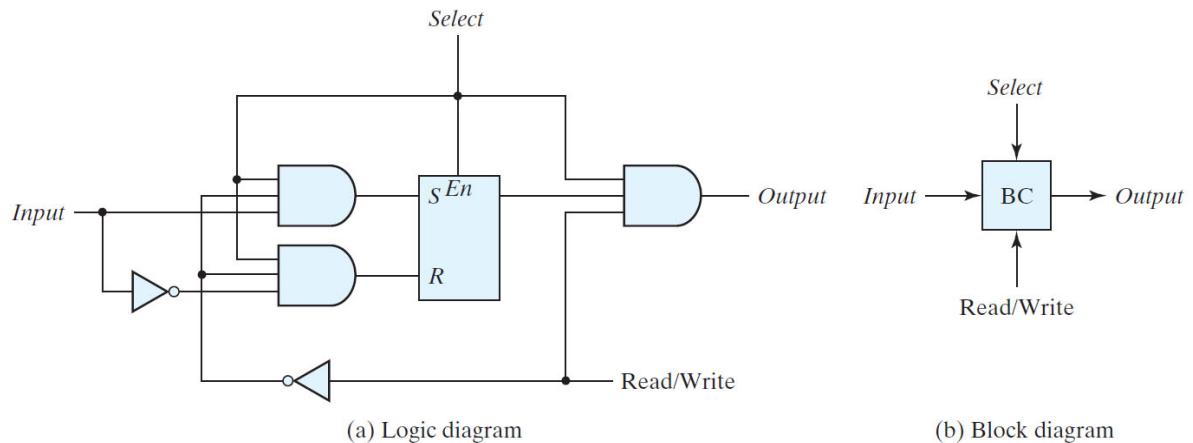 Select
Input
S
En
R
Output
Read/Write
(a) Logic diagram
Select
Input
BC
Output
Read/Write
(b) Block diagram